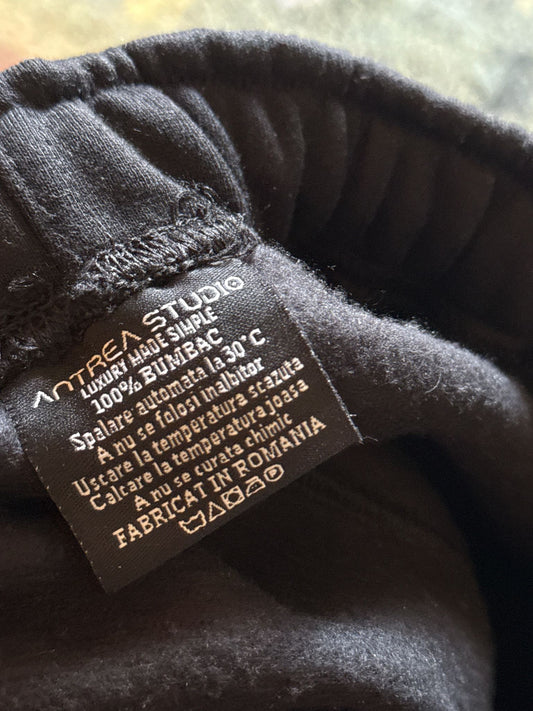 ANTREA STUDIO
LUXURY MADE SIMPLE
100% BUMBAC
Spalare automata la 30°C
A nu se folosi inalbitor
Uscare la temperatura scazuta
Calcare la temperatura joasa
A nu se curata chimic
FABRICAT IN ROMANIA